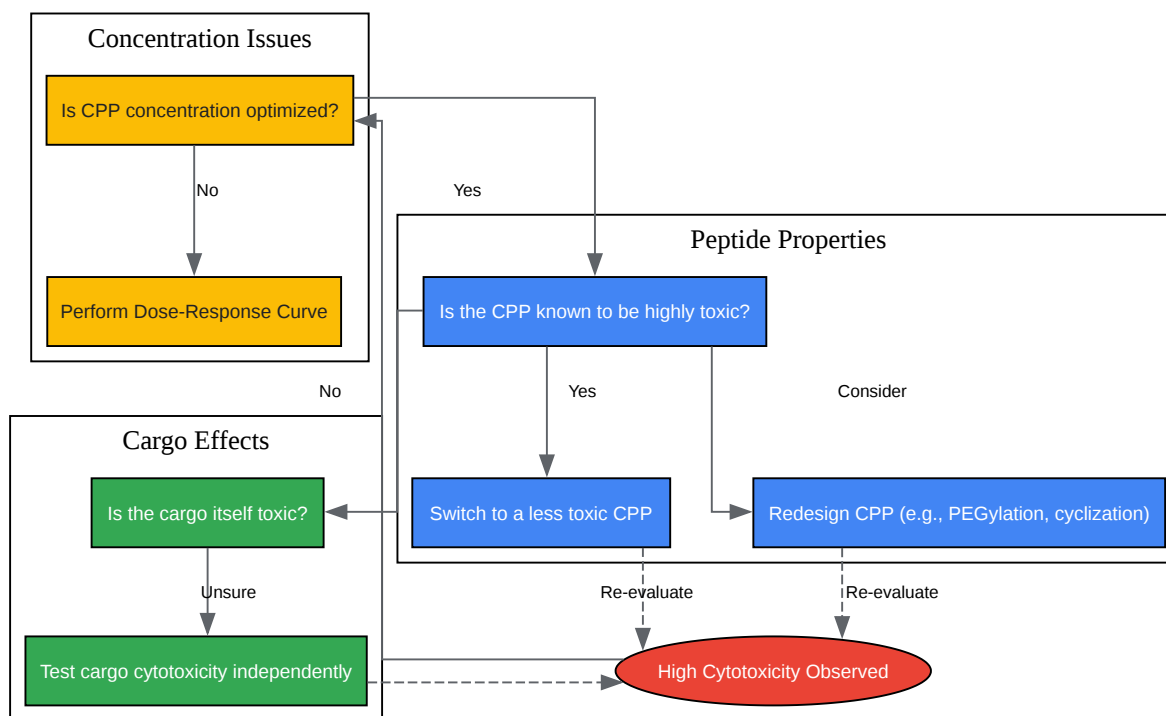 Concentration Issues
Is CPP concentration optimized?
No
Yes
Perform Dose-Response Curve
Peptide Properties
Is the CPP known to be highly toxic?
No
Yes
Consider
Cargo Effects
Is the cargo itself toxic?
Switch to a less toxic CPP
Redesign CPP (e.g., PEGylation, cyclization)
Unsure
Re-evaluate
Re-evaluate
Test cargo cytotoxicity independently
High Cytotoxicity Observed